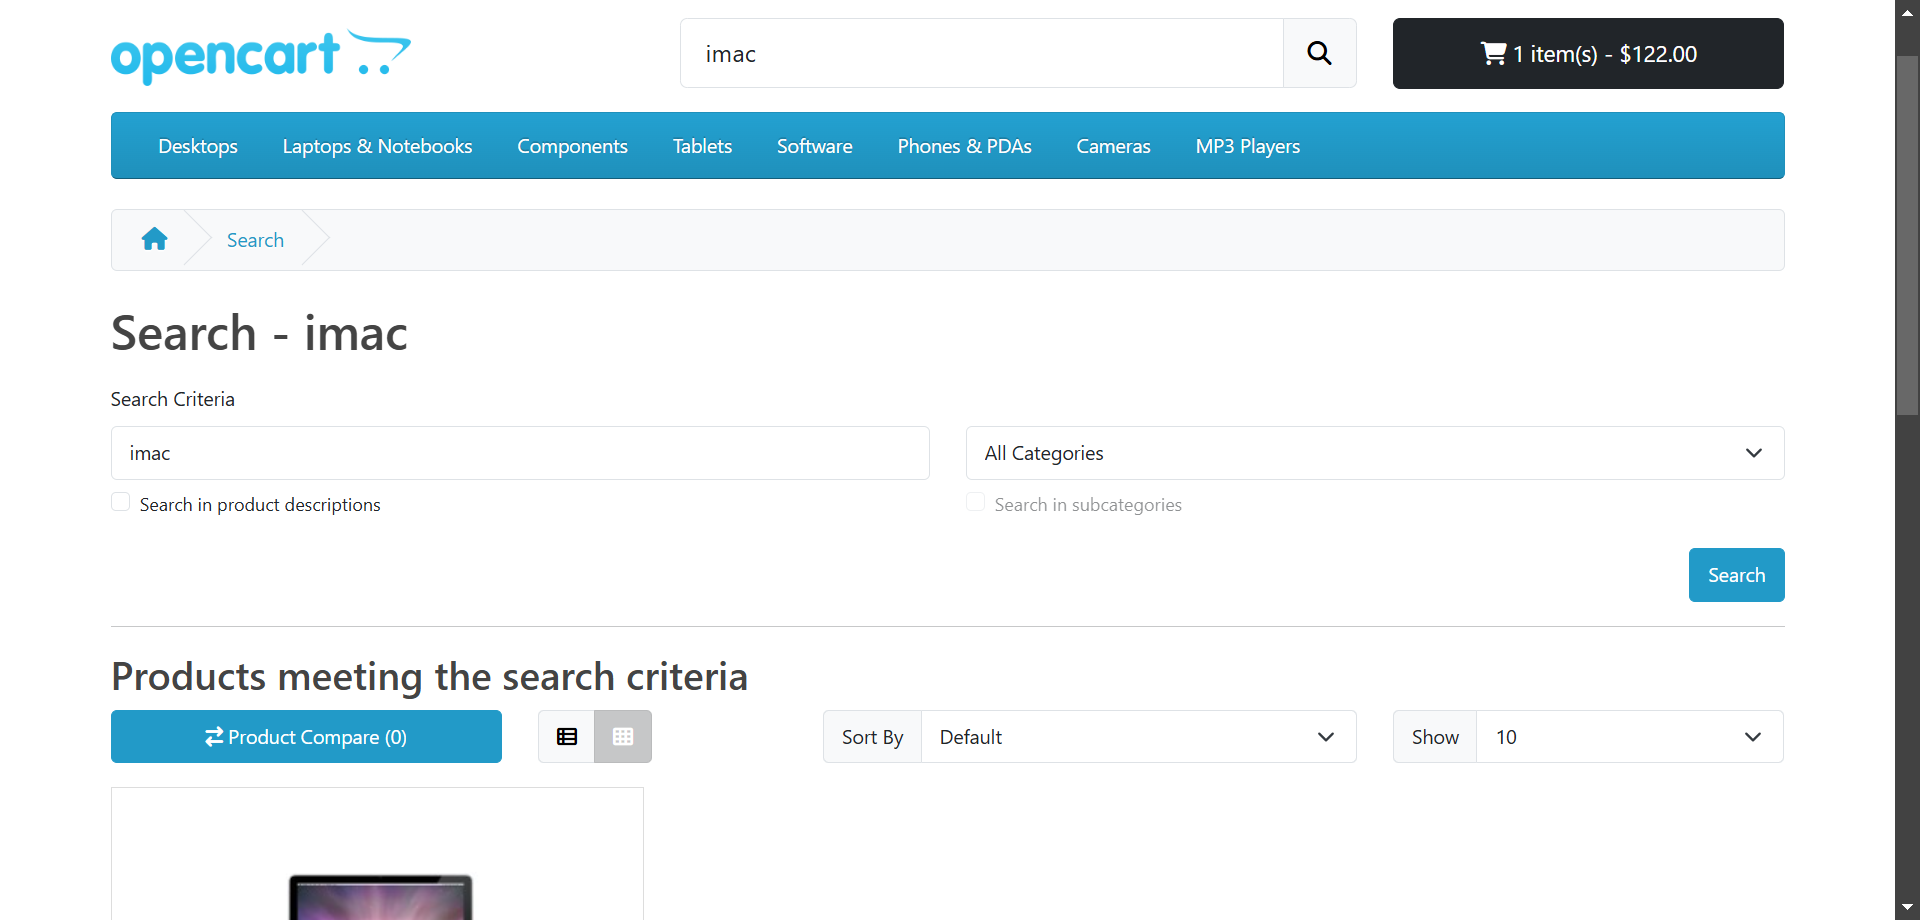 opencart
imac
1 item(s) - $122.00
Desktops
Laptops & Notebooks
Components
Tablets
Software
Phones & PDAs
Cameras
MP3 Players
Search
Search - imac
Search Criteria
imac
All Categories
Search in product descriptions
Search in subcategories
Search
Products meeting the search criteria
Product Compare (0)
Sort By
Default
Show
10